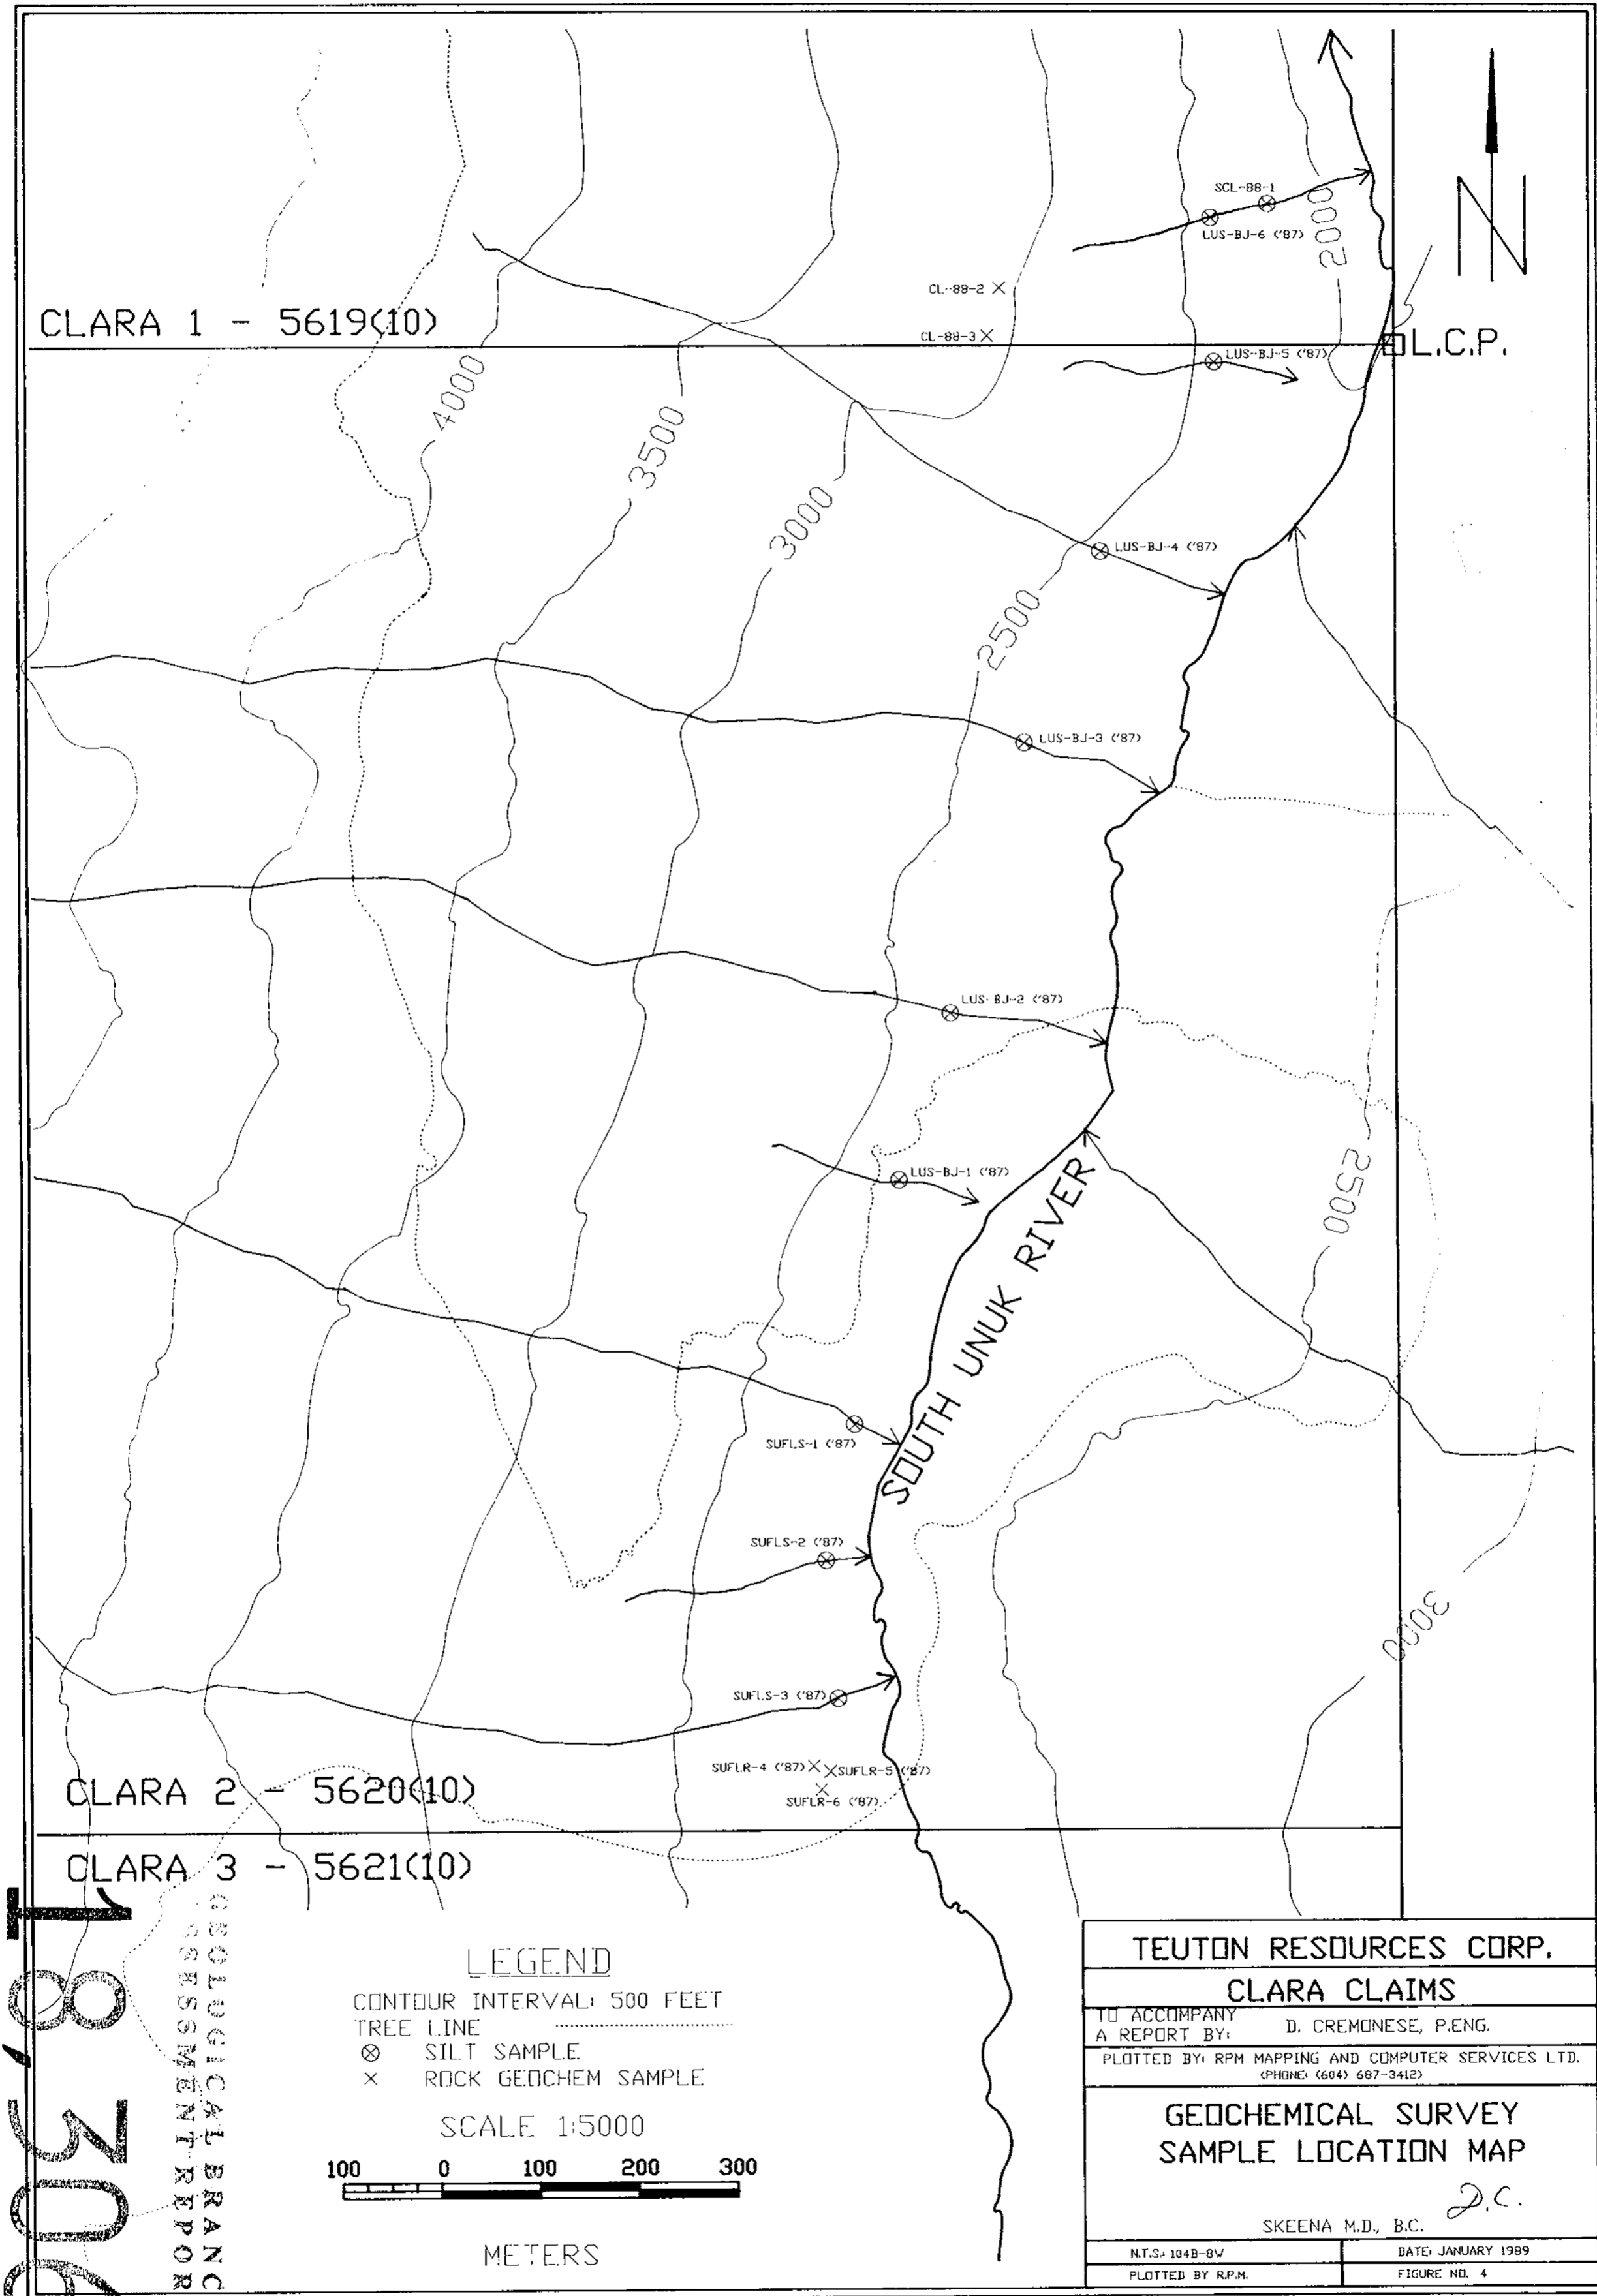 SCL-88-1
LUS-BJ-6 ('87)
2000
N
CL-88-2
CLARA 1 - 5619(10)
CL-88-3
L.C.P.
LUS-BJ-5 ('87)
4000
3500
3000
LUS-BJ-4 ('87)
2500
LUS-BJ-3 ('87)
LUS-BJ-2 ('87)
LUS-BJ-1 ('87)
2500
SOUTH UNUK RIVER
SUFLS-1 ('87)
SUFLS-2 ('87)
3000
SUFLS-3 ('87)
SUFLR-4 ('87)
SUFLR-5 ('87)
SUFLR-6 ('87)
CLARA 2 - 5620(10)
CLARA 3 - 5621(10)
GEOLOGICAL BRANC
SSESSMENT REPOR
18,306
LEGEND
CONTOUR INTERVAL: 500 FEET
TREE LINE
SILT SAMPLE
ROCK GEOCHEM SAMPLE
SCALE 1:5000
100 0 100 200 300
METERS
TEUTON RESOURCES CORP.
CLARA CLAIMS
TO ACCOMPANY
A REPORT BY: D. CREMONESE, P.ENG.
PLOTTED BY: RPM MAPPING AND COMPUTER SERVICES LTD.
(PHONE: (604) 687-3412)
GEOCHEMICAL SURVEY
SAMPLE LOCATION MAP
D.C.
SKEENA M.D., B.C.
N.T.S.: 104B-8W
DATE: JANUARY 1989
PLOTTED BY R.P.M.
FIGURE NO. 4